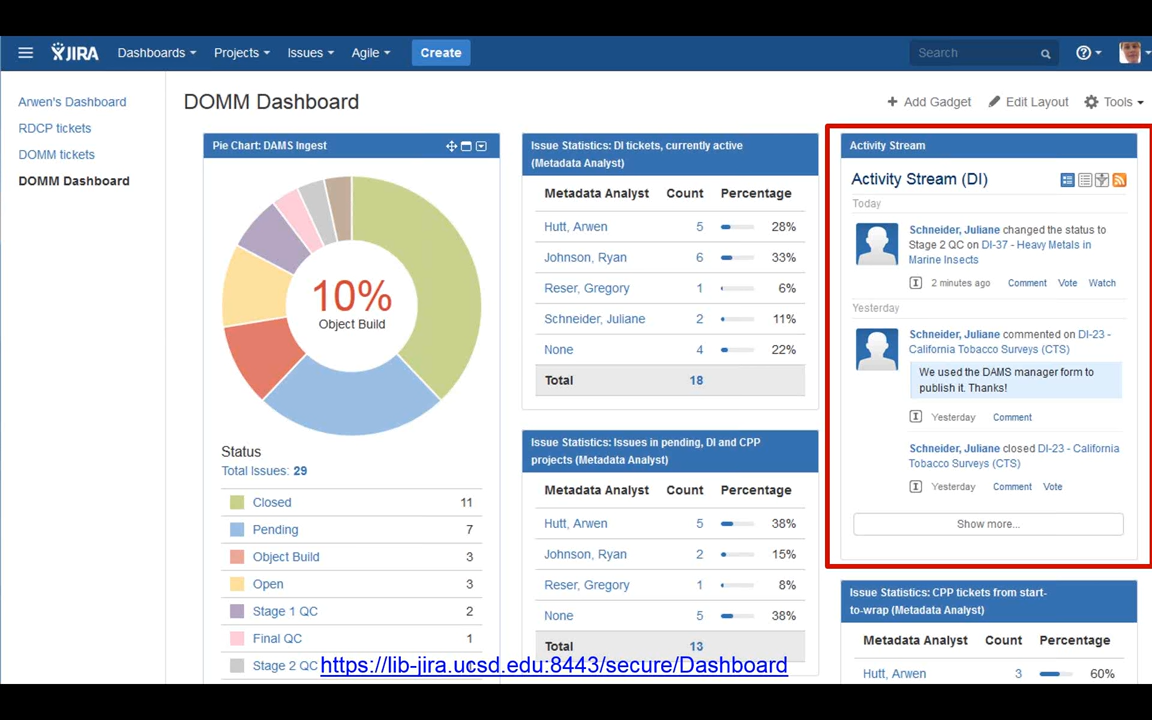 JIRA Dashboards Projects Issues Agile Create Search
Arwen's Dashboard
RDCP tickets
DOMM tickets
DOMM Dashboard
DOMM Dashboard
Add Gadget Edit Layout Tools
Pie Chart: DAMS Ingest
10%
Object Build
Status
Total Issues: 29
Closed 11
Pending 7
Object Build 3
Open 3
Stage 1 QC 2
Final QC 1
Stage 2 QC
Issue Statistics: DI tickets, currently active
(Metadata Analyst)
Metadata Analyst Count Percentage
Hutt, Arwen 5 28%
Johnson, Ryan 6 33%
Reser, Gregory 1 6%
Schneider, Juliane 2 11%
None 4 22%
Total 18
Issue Statistics: Issues in pending, DI and CPP
projects (Metadata Analyst)
Metadata Analyst Count Percentage
Hutt, Arwen 5 38%
Johnson, Ryan 2 15%
Reser, Gregory 1 8%
None 5 38%
Total 13
Activity Stream
Activity Stream (DI)
Today
Schneider, Juliane changed the status to
Stage 2 QC on DI-37 - Heavy Metals in
Marine Insects
2 minutes ago Comment Vote Watch
Yesterday
Schneider, Juliane commented on DI-23 -
California Tobacco Surveys (CTS)
We used the DAMS manager form to
publish it. Thanks!
Yesterday Comment
Schneider, Juliane closed DI-23 - California
Tobacco Surveys (CTS)
Yesterday Comment Vote
Show more...
Issue Statistics: CPP tickets from start-
to-wrap (Metadata Analyst)
Metadata Analyst Count Percentage
Hutt, Arwen 3 60%
https://lib-jira.ucsd.edu:8443/secure/Dashboard